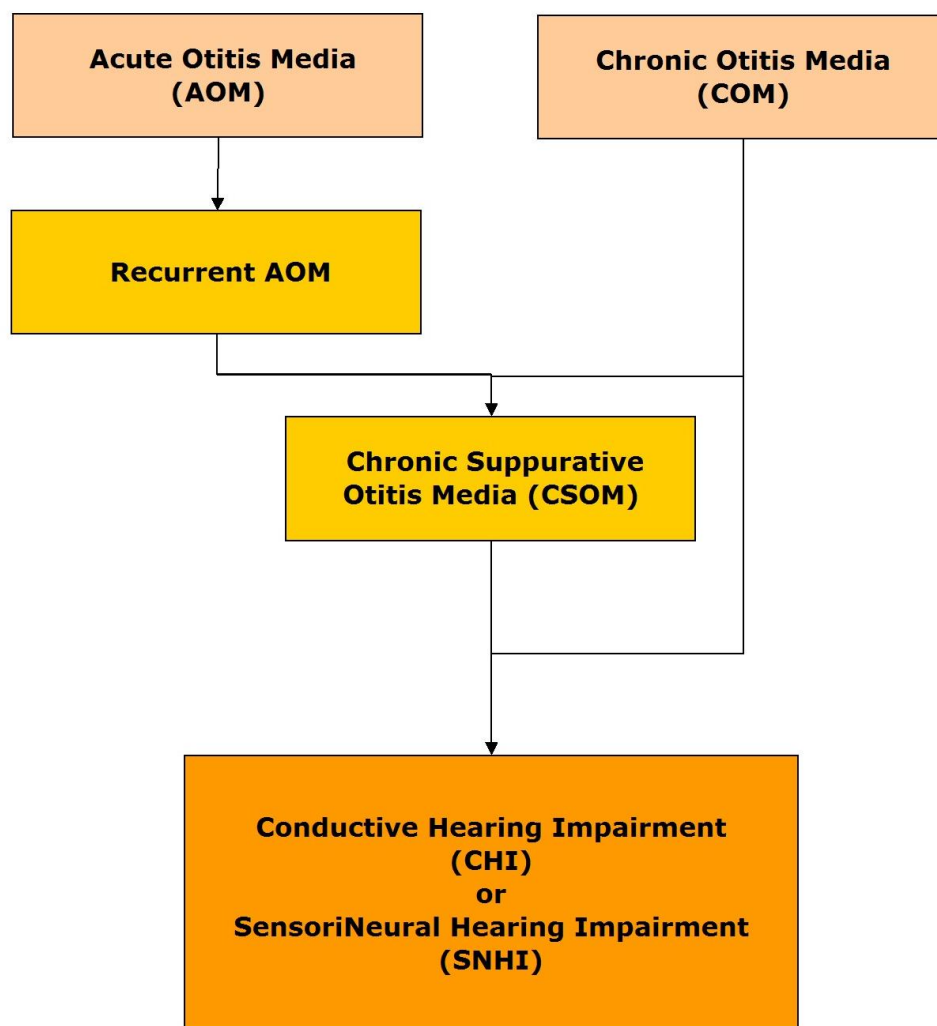 Acute Otitis Media
(AOM)
Chronic Otitis Media
(COM)
Recurrent AOM
Chronic Suppurative
Otitis Media (CSOM)
Conductive Hearing Impairment
(CHI)
or
SensoriNeural Hearing Impairment
(SNHI)